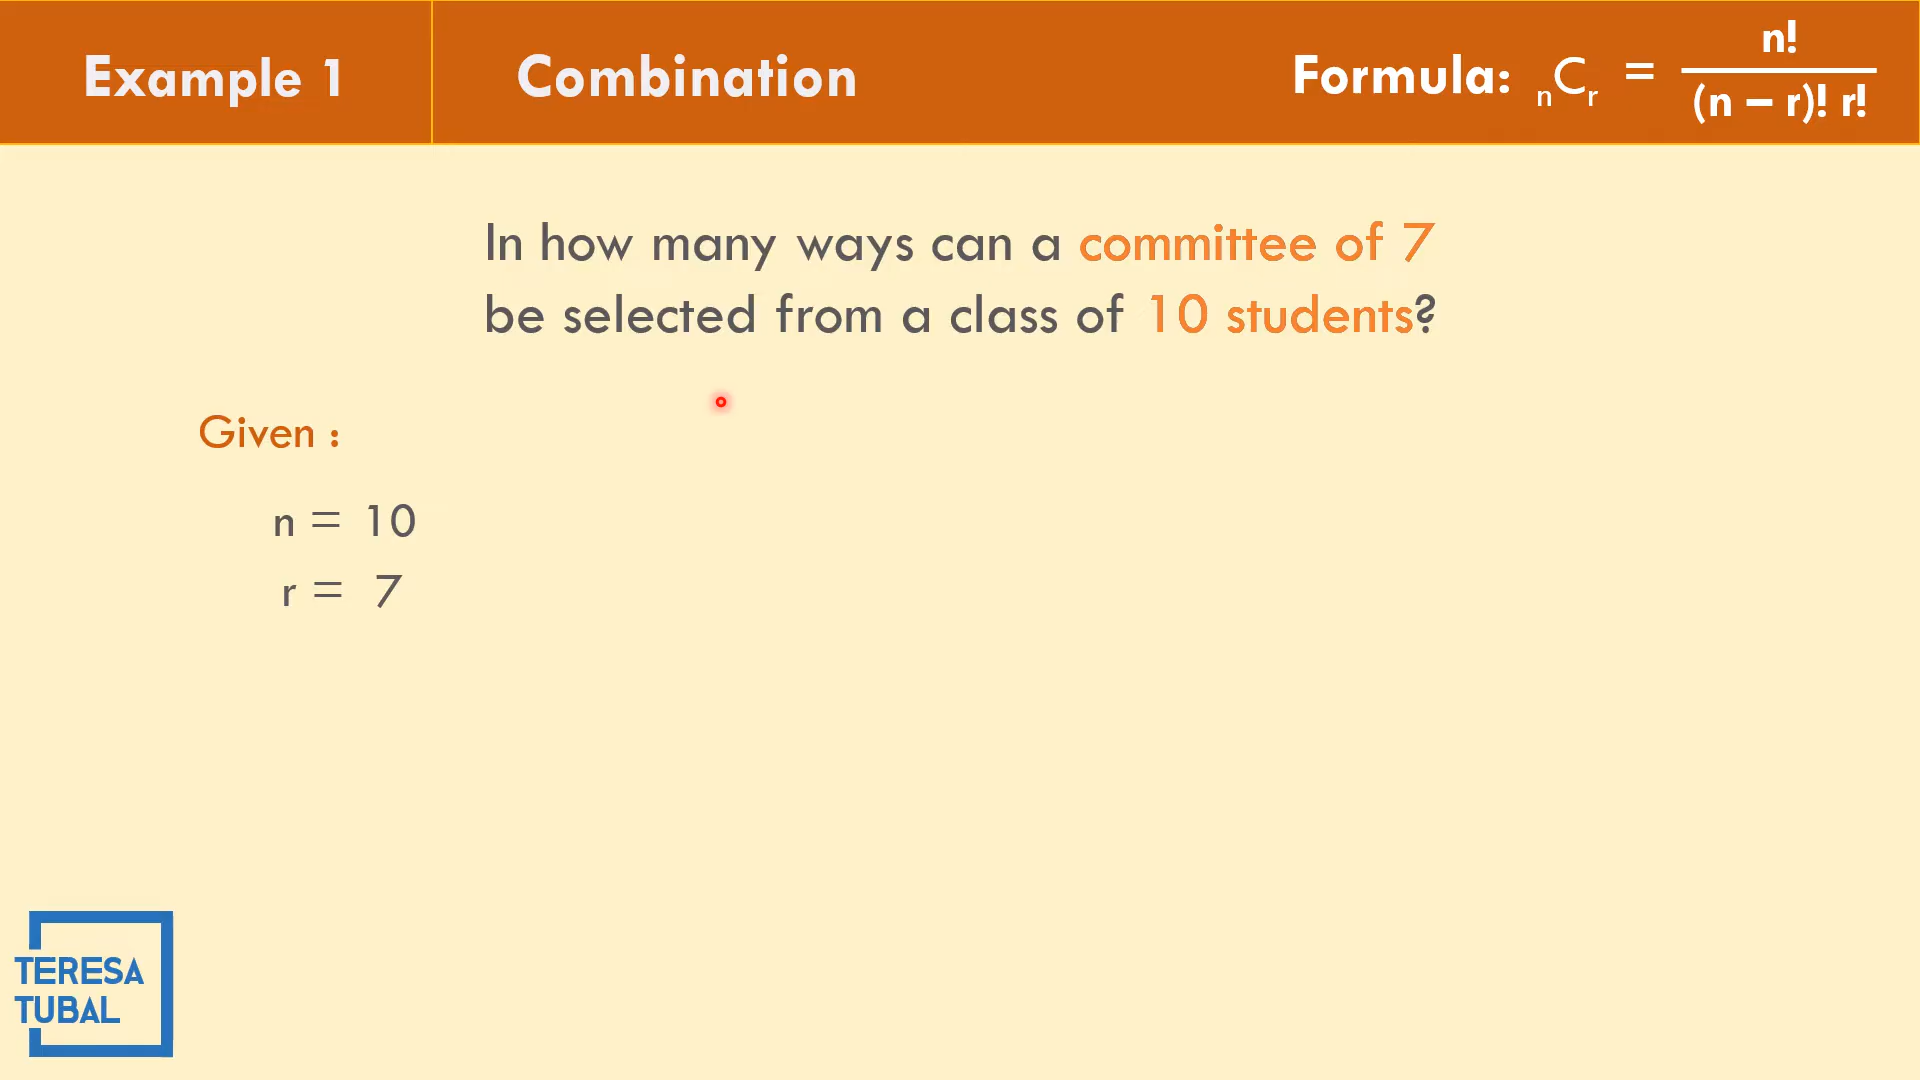 Example 1
Combination
Formula: nCr = n! / (n – r)! r!
In how many ways can a committee of 7
be selected from a class of 10 students?
Given :
n = 10
r = 7
TERESA
TUBAL